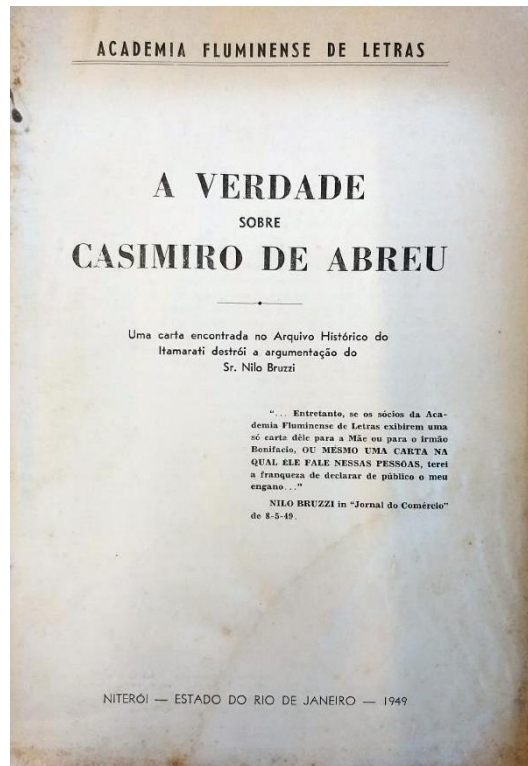 ACADEMIA FLUMINENSE DE LETRAS
A VERDADE
SOBRE
CASIMIRO DE ABREU
Uma carta encontrada no Arquivo Histórico do
Itamarati destrói a argumentação do
Sr. Nilo Bruzzi
"... Entretanto, se os sócios da Aca-
demia Fluminense de Letras exibirem uma
só carta dêle para a Mãe ou para o irmão
Bonifacio, OU MESMO UMA CARTA NA
QUAL ÊLE FALE NESSAS PESSÔAS, terei
a franqueza de declarar de público o meu
engano..."
NILO BRUZZI in "Jornal do Comércio"
de 8-5-49.
NITERÓI — ESTADO DO RIO DE JANEIRO — 1949